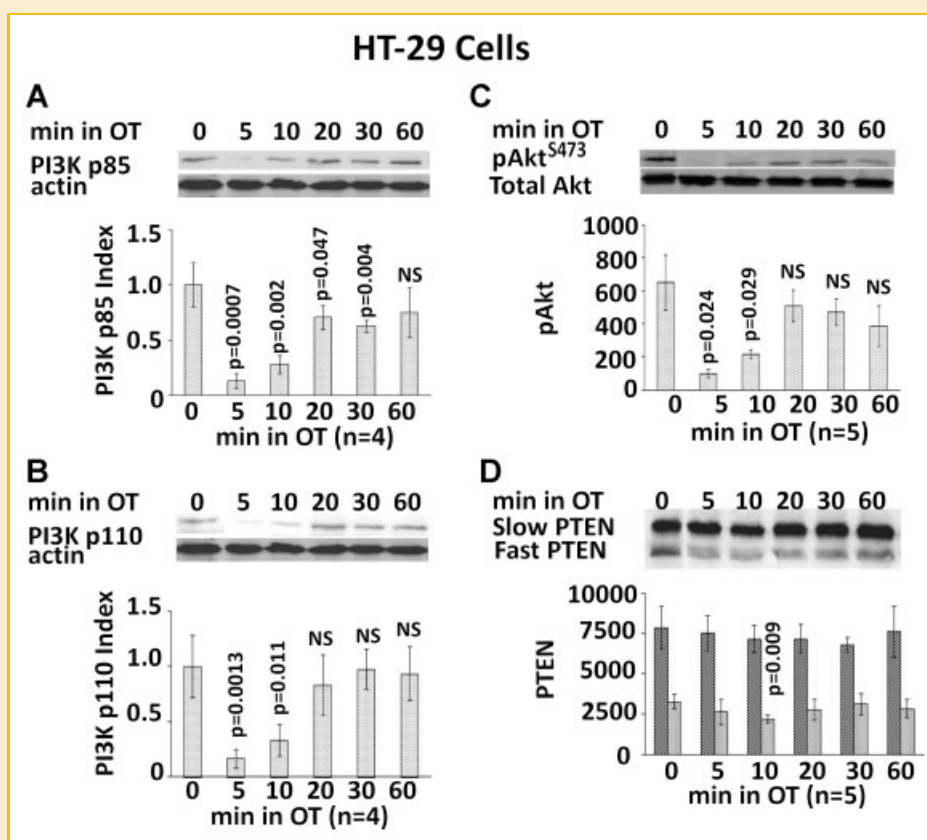 HT-29 Cells
A
min in OT 0 5 10 20 30 60
PI3K p85
actin
PI3K p85 Index
1.5
1.0
0.5
0
p=0.0007
p=0.002
p=0.047
p=0.004
NS
0 5 10 20 30 60
min in OT (n=4)
B
min in OT 0 5 10 20 30 60
PI3K p110
actin
PI3K p110 Index
1.5
1.0
0.5
0
p=0.0013
p=0.011
NS NS NS
0 5 10 20 30 60
min in OT (n=4)
C
min in OT 0 5 10 20 30 60
pAkt^S473
Total Akt
pAkt
1000
800
600
400
200
0
p=0.024
p=0.029
NS NS NS
0 5 10 20 30 60
min in OT (n=5)
D
min in OT 0 5 10 20 30 60
Slow PTEN
Fast PTEN
PTEN
10000
7500
5000
2500
0
p=0.009
0 5 10 20 30 60
min in OT (n=5)